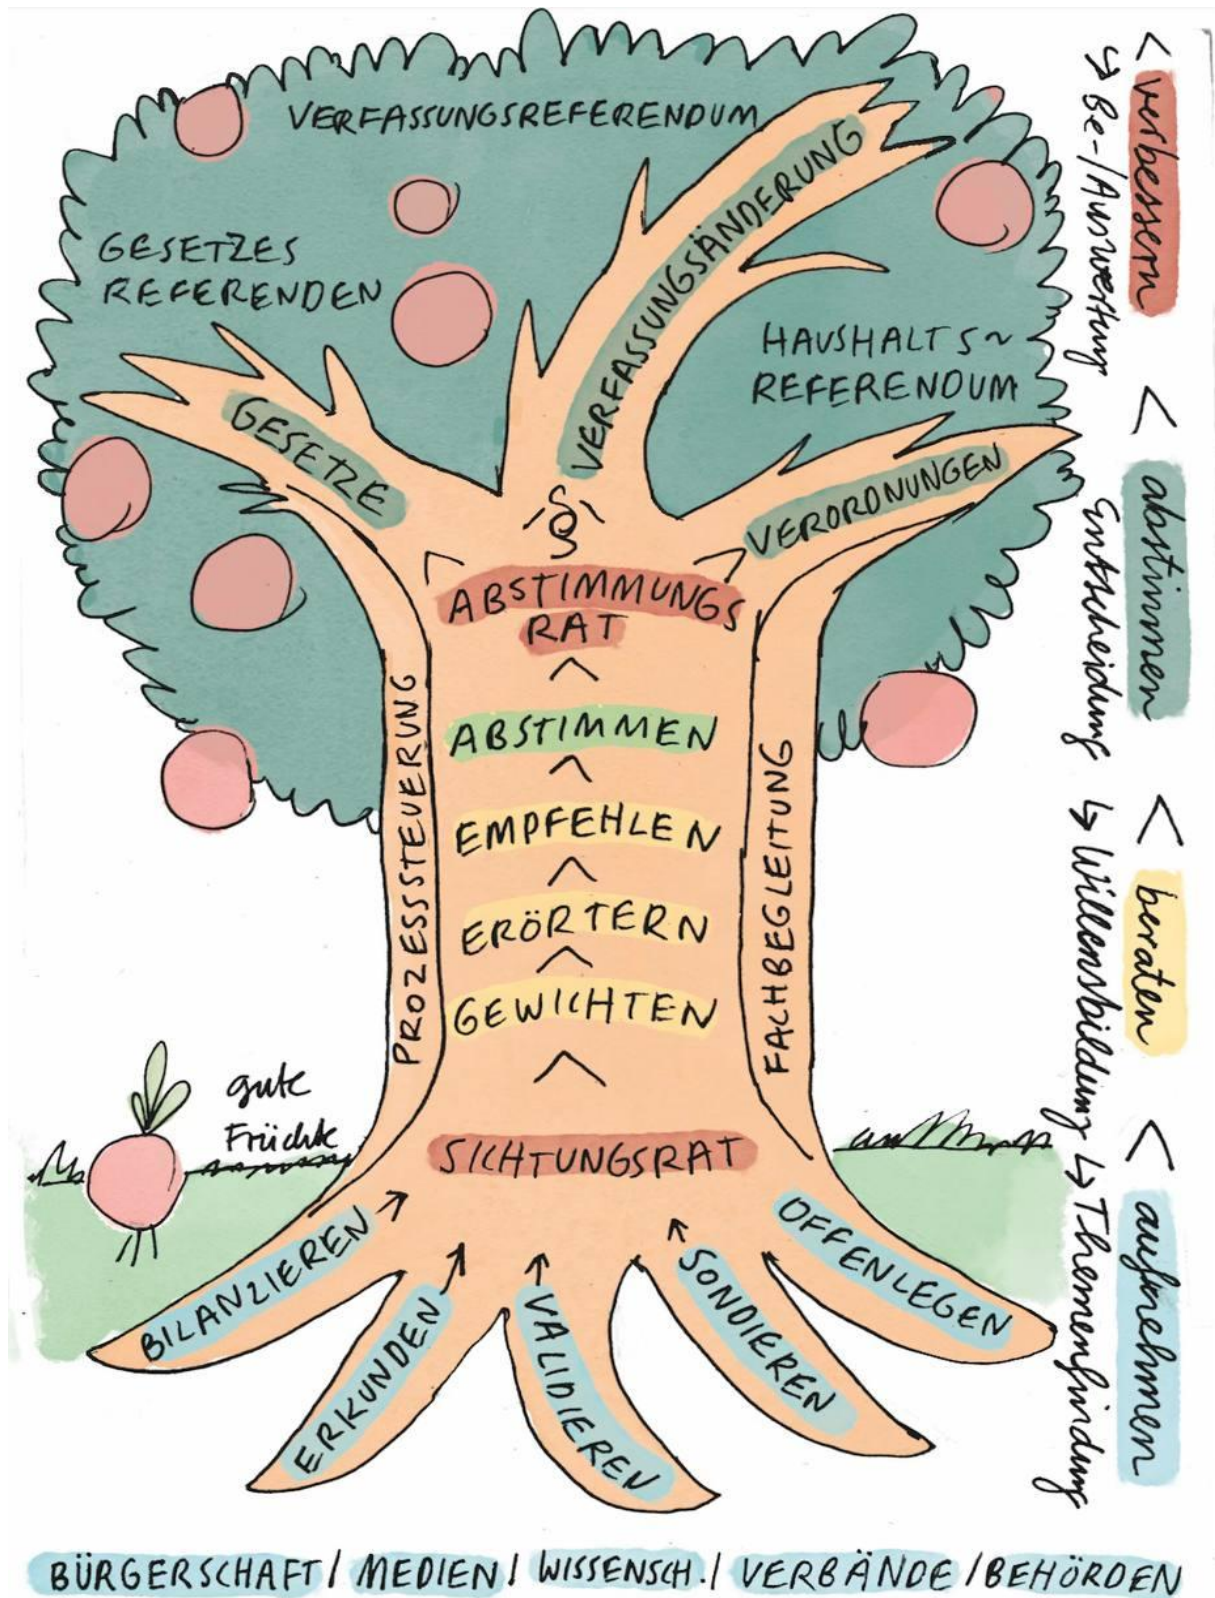 VERFASSUNGSREFERENDUM
GESETZES
REFERENDEN
VERFASSUNGSÄNDERUNG
HAUSHALTS~
REFERENDUM
GESETZE
VERORDNUNGEN
§
ABSTIMMUNGS
RAT
ABSTIMMEN
EMPFEHLEN
ERÖRTERN
GEWICHTEN
PROZESSSTEUERUNG
FACHBEGLEITUNG
gute
Früchte
SICHTUNGSRAT
BILANZIEREN
ERKUNDEN
VALIDIEREN
SONDIEREN
OFFENLEGEN
< verbessern
↳ Be-/Auswertung
< abstimmen
Entscheidung
< beraten
↳ Willensbildung
< aufnehmen
↳ Themenfindung
BÜRGERSCHAFT / MEDIEN / WISSENSCH. / VERBÄNDE / BEHÖRDEN